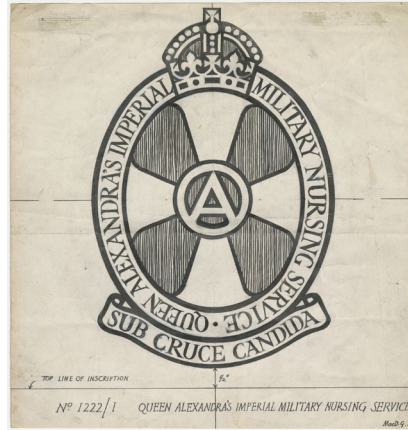 QUEEN ALEXANDRA'S IMPERIAL MILITARY NURSING SERVICE ·
A
SUB CRUCE CANDIDA
TOP LINE OF INSCRIPTION
½"
Nº 1222/1 QUEEN ALEXANDRA'S IMPERIAL MILITARY NURSING SERVICE
MacD. G.